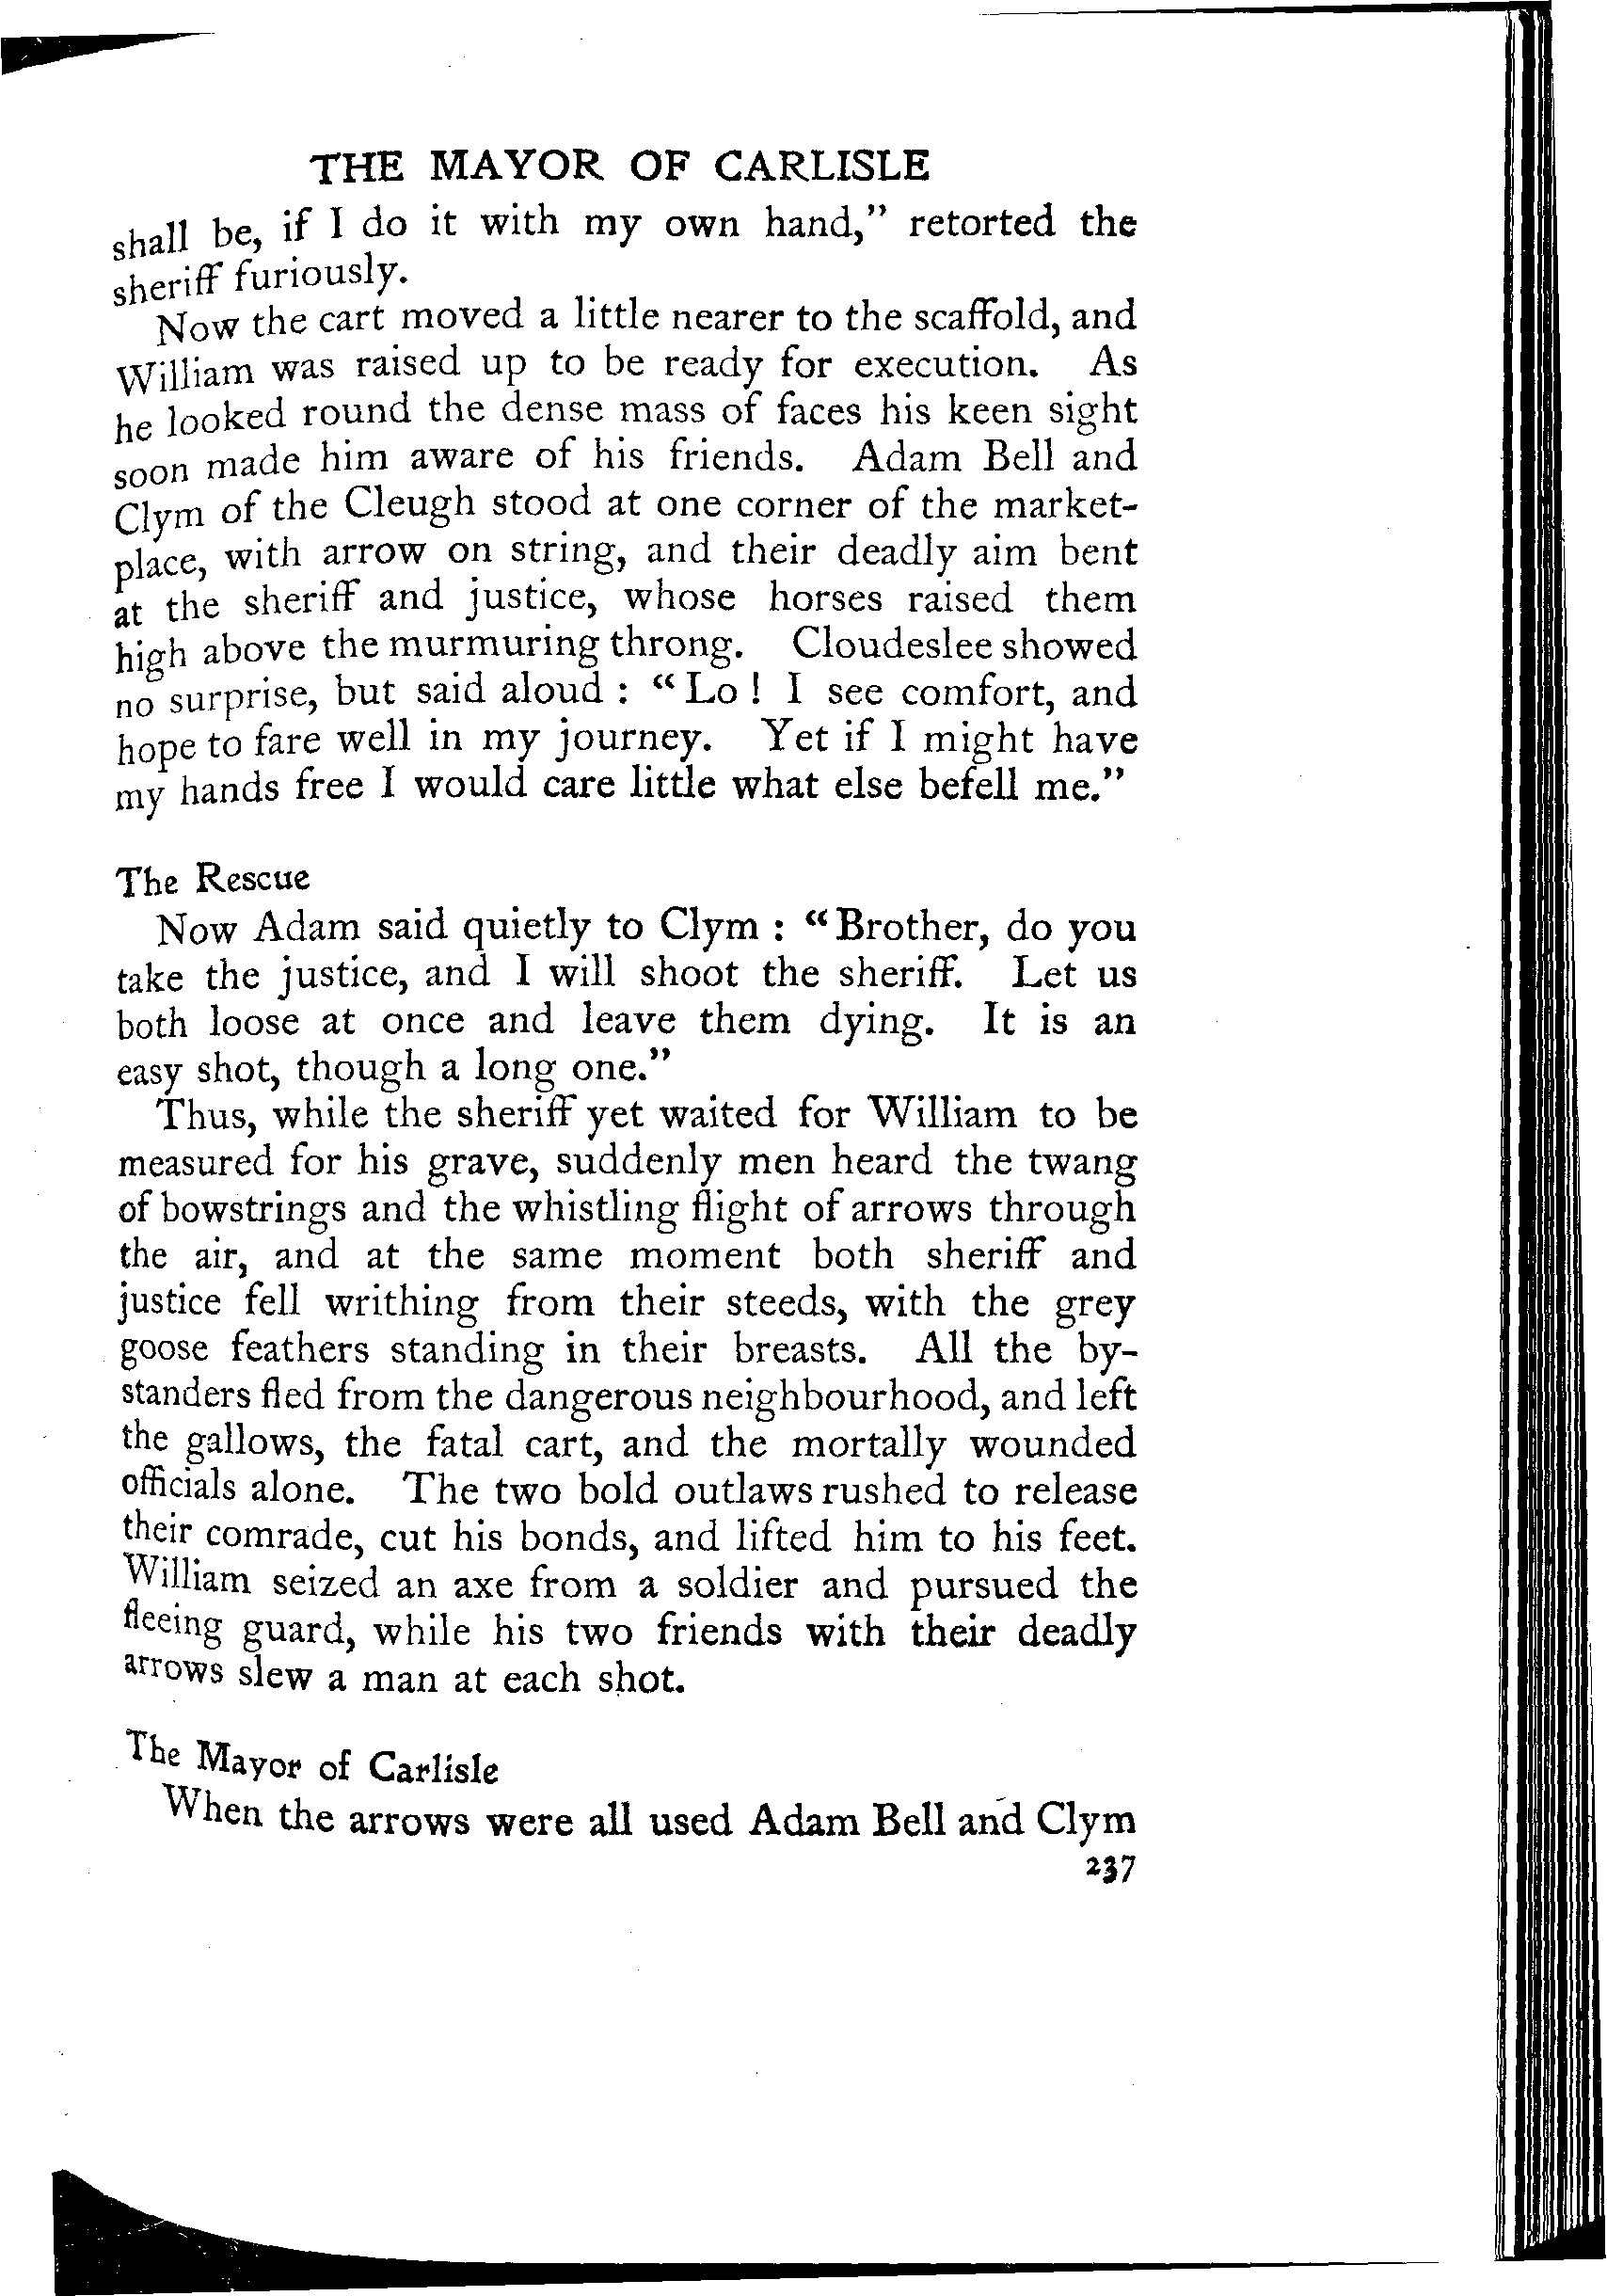 THE MAYOR OF CARLISLE
shall be, if I do it with my own hand,” retorted the
sheriff furiously.
Now the cart moved a little nearer to the scaffold, and
William was raised up to be ready for execution. As
he looked round the dense mass of faces his keen sight
soon made him aware of his friends. Adam Bell and
Clym of the Cleugh stood at one corner of the market-
place, with arrow on string, and their deadly aim bent
at the sheriff and justice, whose horses raised them
high above the murmuring throng. Cloudeslee showed
no surprise, but said aloud : “ Lo ! I see comfort, and
hope to fare well in my journey. Yet if I might have
my hands free I would care little what else befell me.”
The Rescue
Now Adam said quietly to Clym : “ Brother, do you
take the justice, and I will shoot the sheriff. Let us
both loose at once and leave them dying. It is an
easy shot, though a long one.”
Thus, while the sheriff yet waited for William to be
measured for his grave, suddenly men heard the twang
of bowstrings and the whistling flight of arrows through
the air, and at the same moment both sheriff and
justice fell writhing from their steeds, with the grey
goose feathers standing in their breasts. All the by-
standers fled from the dangerous neighbourhood, and left
the gallows, the fatal cart, and the mortally wounded
officials alone. The two bold outlaws rushed to release
their comrade, cut his bonds, and lifted him to his feet.
William seized an axe from a soldier and pursued the
fleeing guard, while his two friends with their deadly
arrows slew a man at each shot.
The Mayor of Carlisle
When the arrows were all used Adam Bell and Clym
237